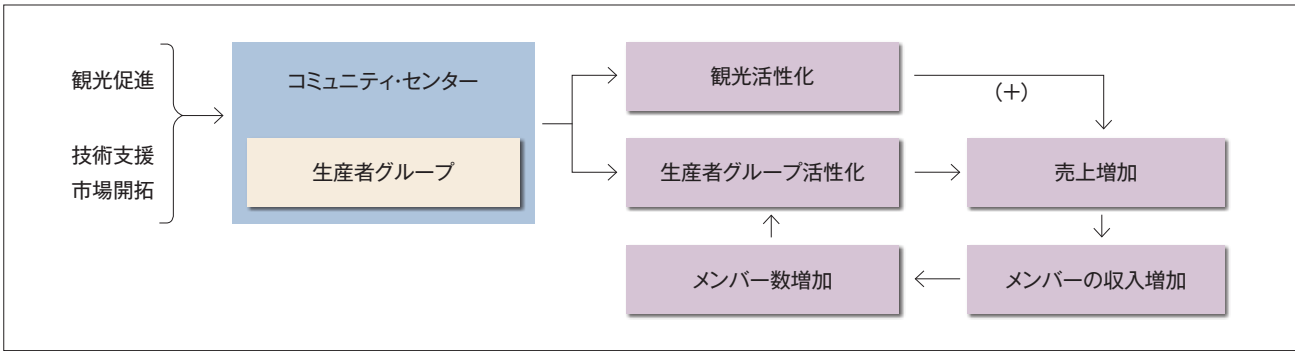 観光促進
技術支援
市場開拓
コミュニティ・センター
生産者グループ
観光活性化
(+)
生産者グループ活性化
売上増加
メンバー数増加
メンバーの収入増加